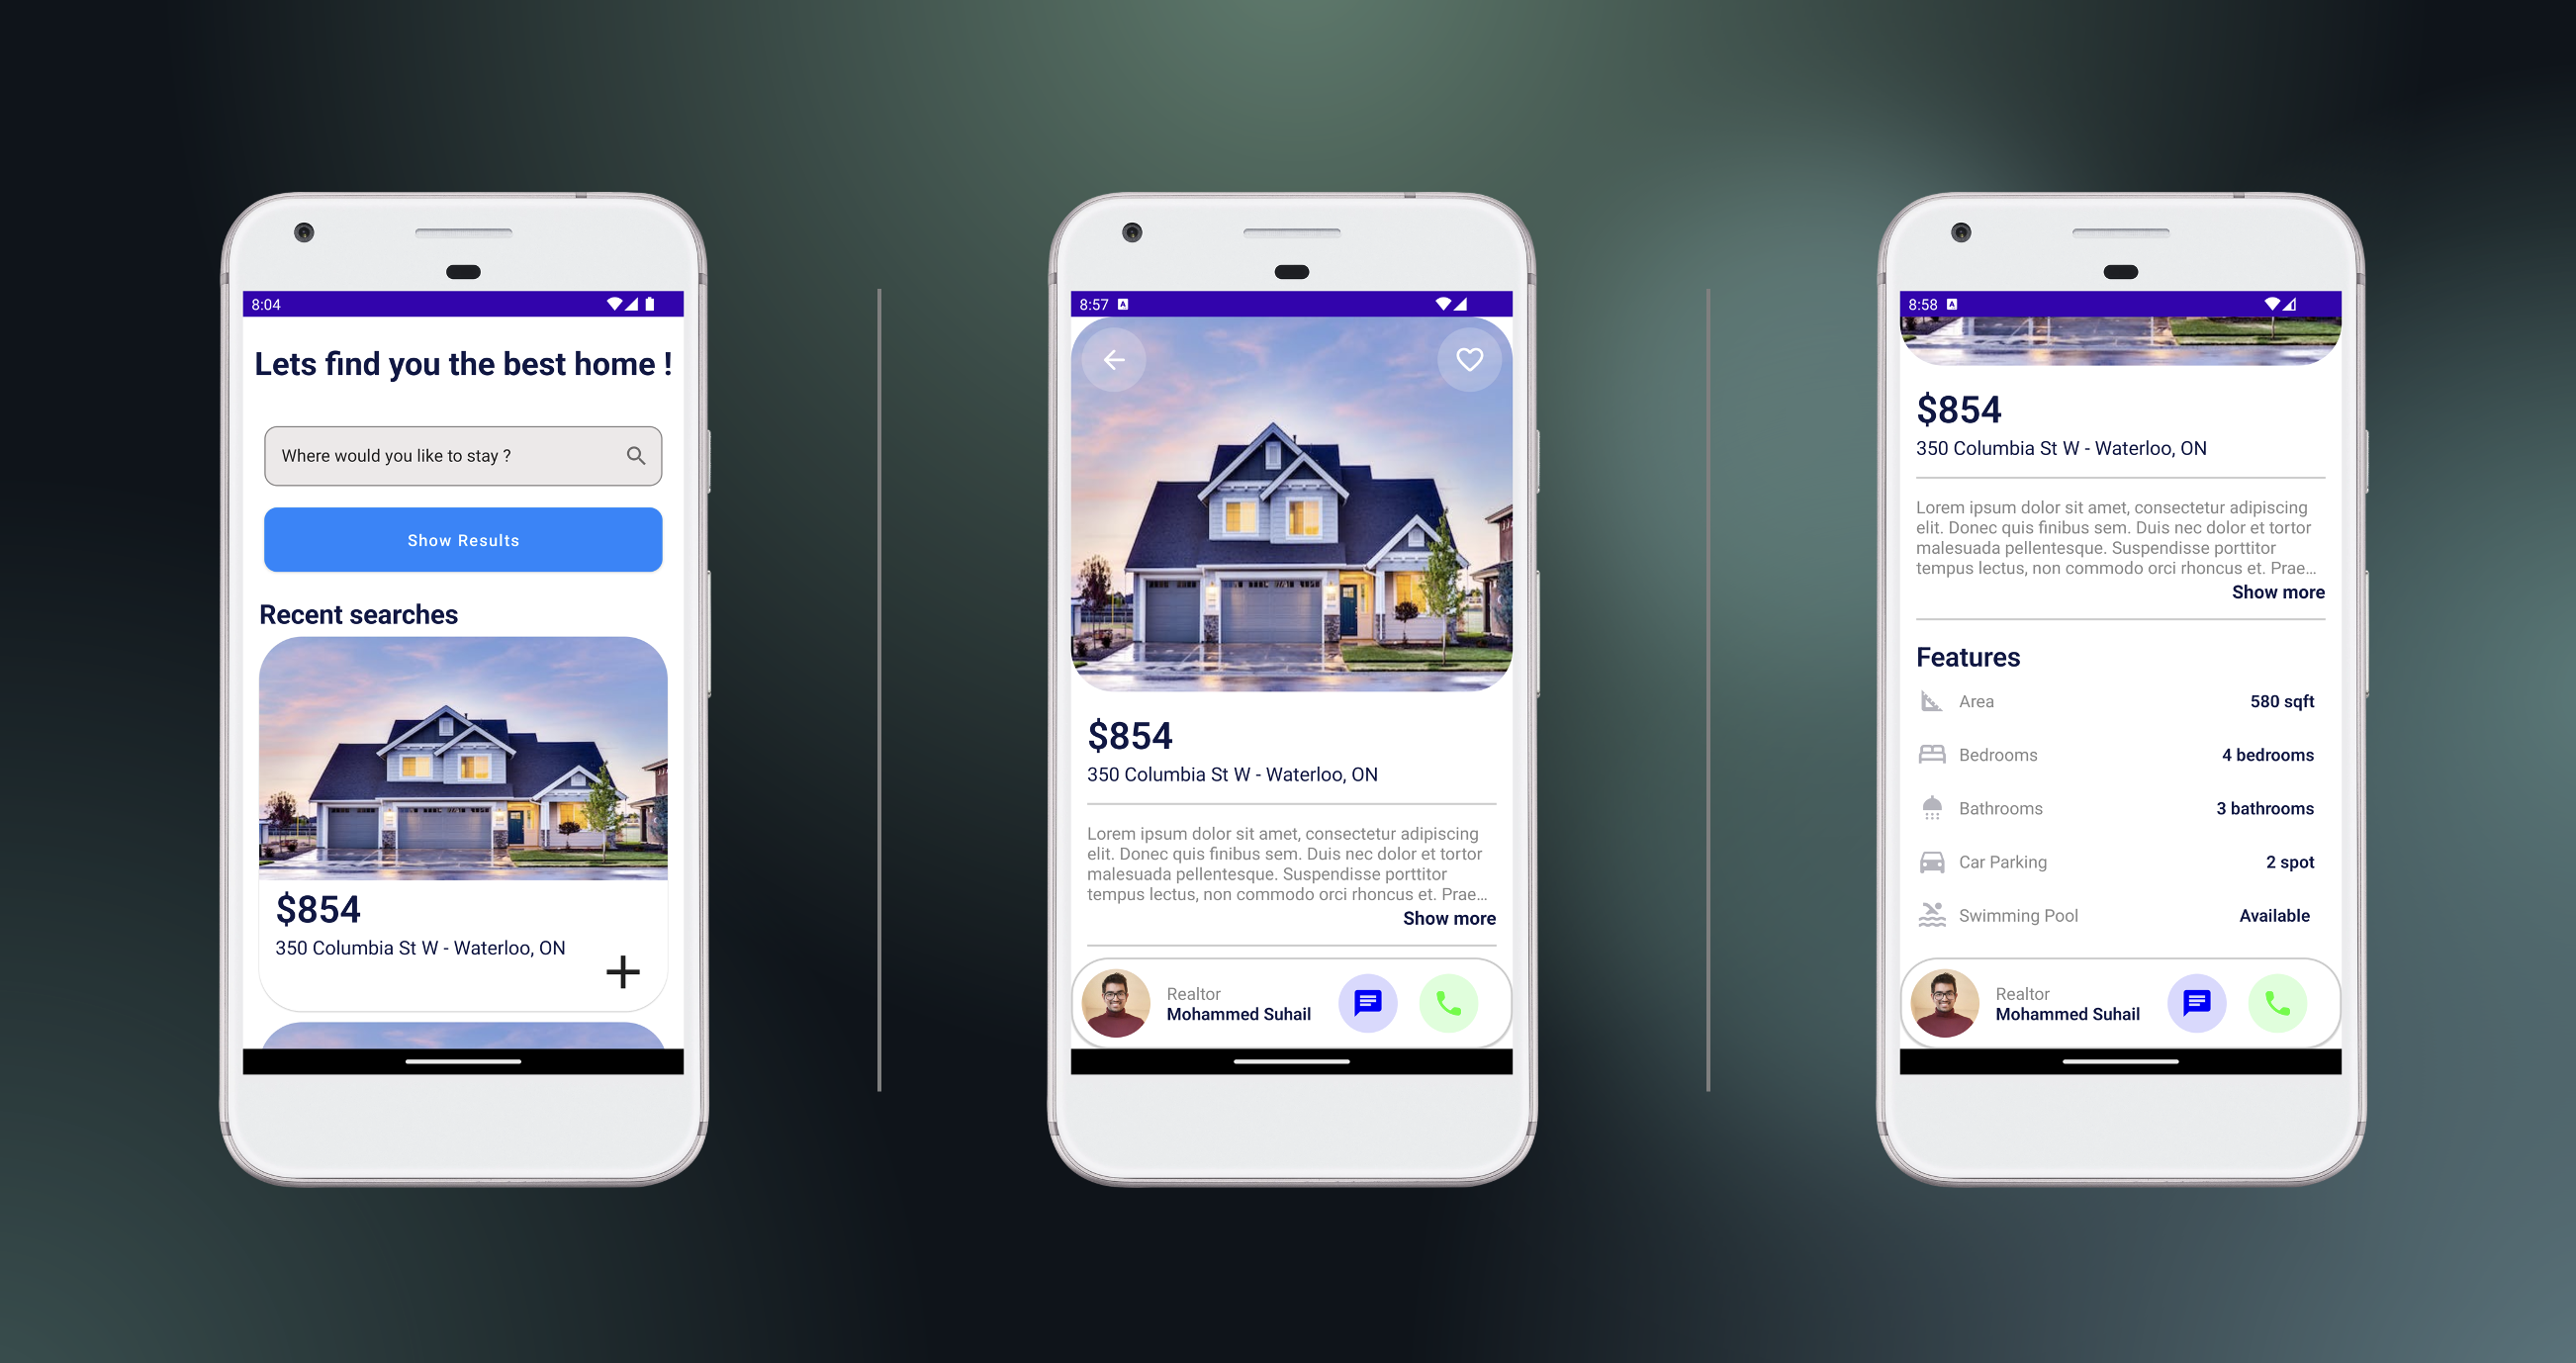 8:04
Lets find you the best home !
Where would you like to stay ?
Show Results
Recent searches
$854
350 Columbia St W - Waterloo, ON
8:57
$854
350 Columbia St W - Waterloo, ON
Lorem ipsum dolor sit amet, consectetur adipiscing
elit. Donec quis finibus sem. Duis nec dolor et tortor
malesuada pellentesque. Suspendisse porttitor
tempus lectus, non commodo orci rhoncus et. Prae...
Show more
Realtor
Mohammed Suhail
8:58
$854
350 Columbia St W - Waterloo, ON
Lorem ipsum dolor sit amet, consectetur adipiscing
elit. Donec quis finibus sem. Duis nec dolor et tortor
malesuada pellentesque. Suspendisse porttitor
tempus lectus, non commodo orci rhoncus et. Prae...
Show more
Features
Area 580 sqft
Bedrooms 4 bedrooms
Bathrooms 3 bathrooms
Car Parking 2 spot
Swimming Pool Available
Realtor
Mohammed Suhail